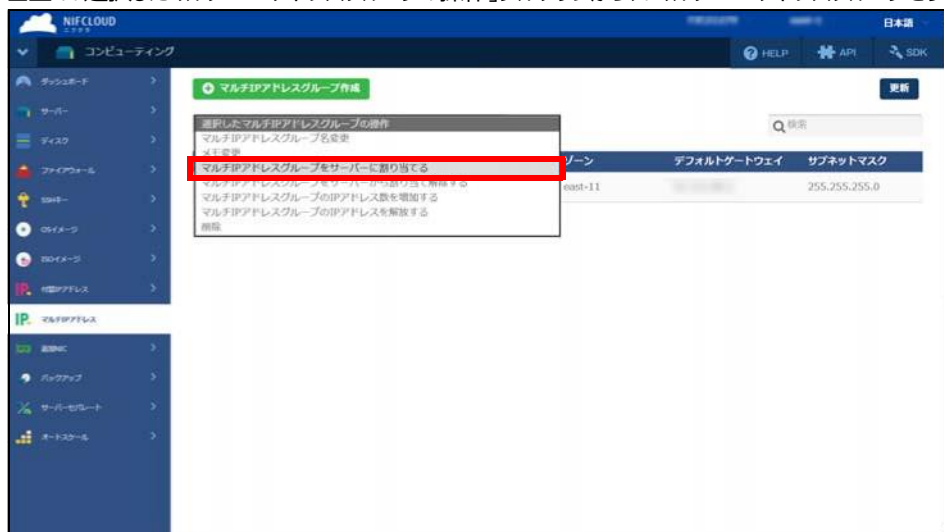 NIFCLOUD
ニフクラ
日本語
コンピューティング
HELP
API
SDK
ダッシュボード
マルチIPアドレスグループ作成
更新
サーバー
選択したマルチIPアドレスグループの操作
検索
マルチIPアドレスグループ名変更
ディスク
メモ変更
ゾーン
デフォルトゲートウェイ
サブネットマスク
ファイアウォール
マルチIPアドレスグループをサーバーに割り当てる
マルチIPアドレスグループをサーバーから割り当て解除する
east-11
255.255.255.0
SSHキー
マルチIPアドレスグループのIPアドレス数を増加する
マルチIPアドレスグループのIPアドレスを解放する
OSイメージ
削除
ISOイメージ
付替IPアドレス
マルチIPアドレス
追加NIC
バックアップ
サーバーセパレート
オートスケール